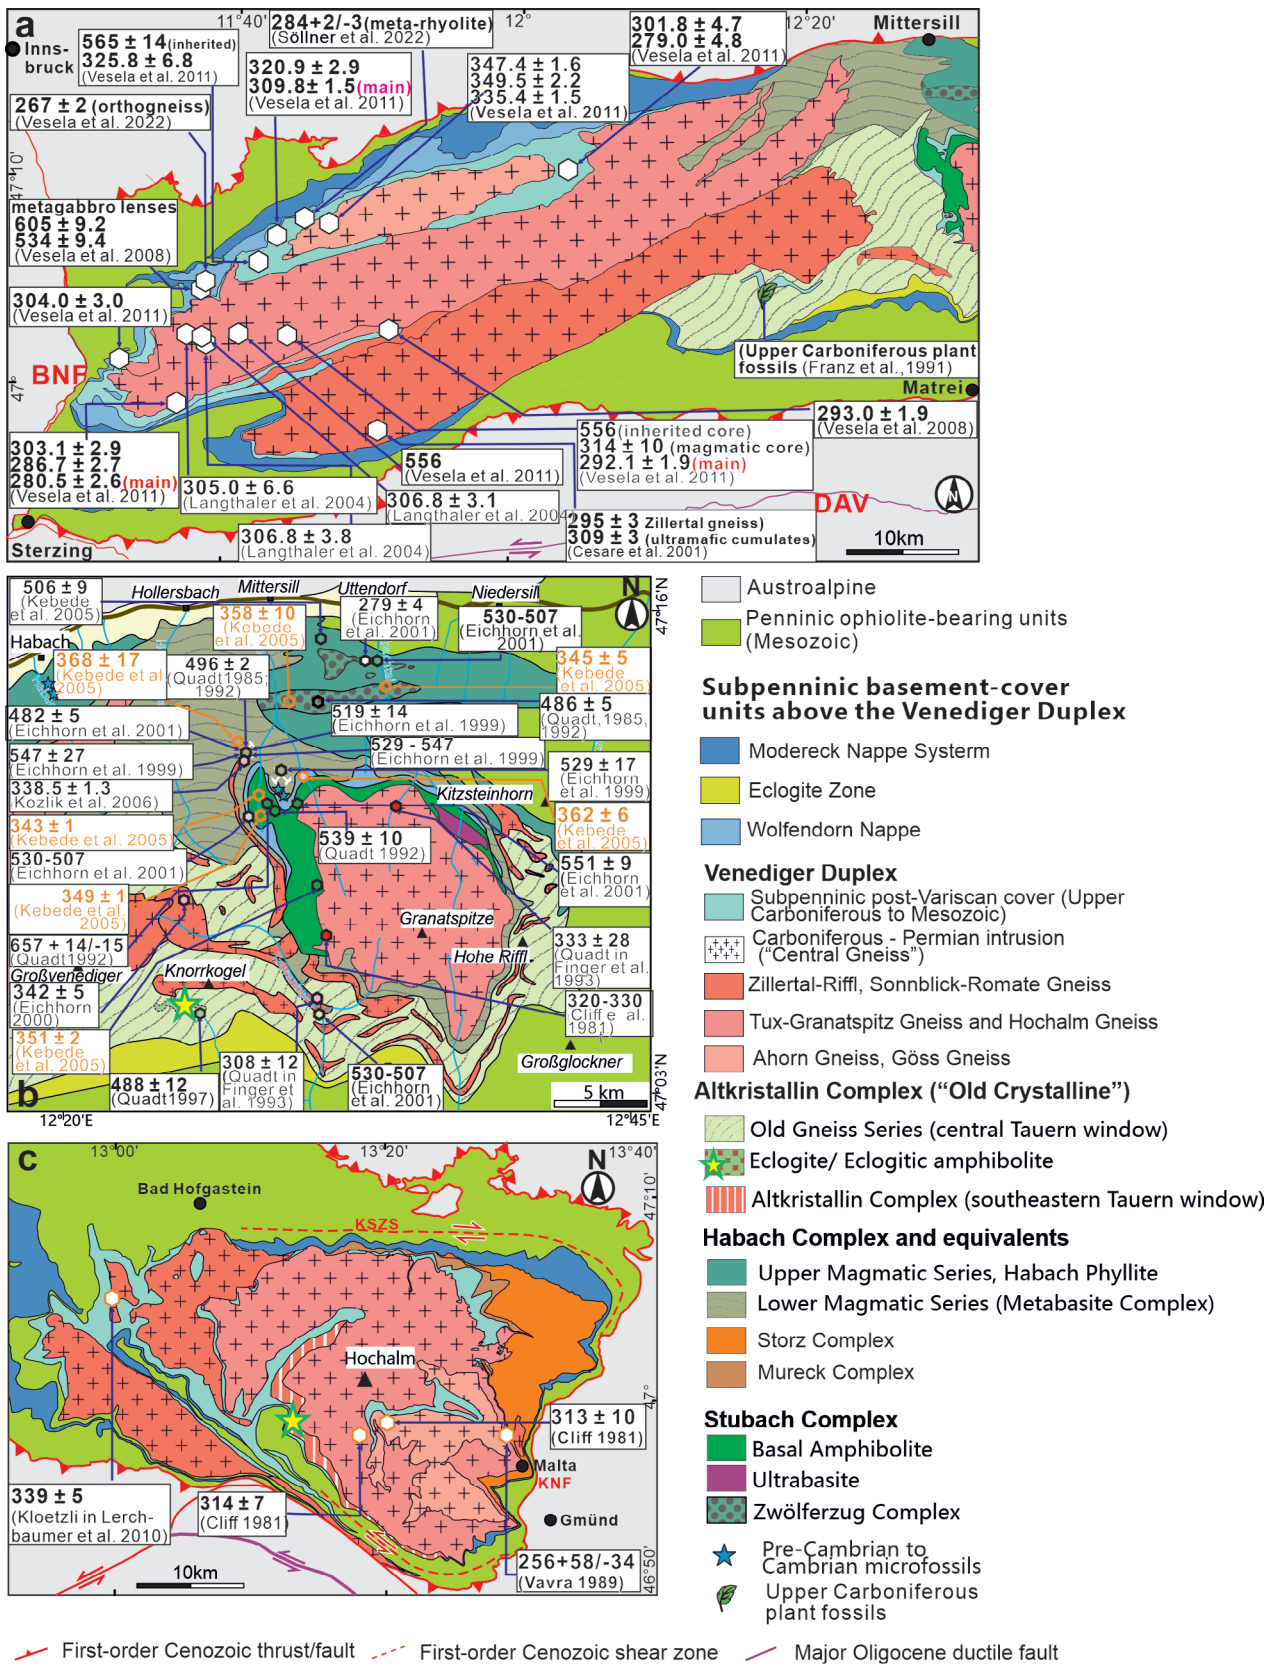 a
11°40'
12°
12°20'
Mittersill
Inns-
bruck
565 ± 14(inherited)
325.8 ± 6.8
(Vesela et al. 2011)
284+2/-3(meta-rhyolite)
(Söllner et al. 2022)
301.8 ± 4.7
279.0 ± 4.8
(Vesela et al. 2011)
320.9 ± 2.9
309.8± 1.5(main)
(Vesela et al. 2011)
347.4 ± 1.6
349.5 ± 2.2
335.4 ± 1.5
(Vesela et al. 2011)
267 ± 2 (orthogneiss)
(Vesela et al. 2022)
47°10'
metagabbro lenses
605 ± 9.2
534 ± 9.4
(Vesela et al. 2008)
304.0 ± 3.0
(Vesela et al. 2011)
BNF
47°
(Upper Carboniferous plant
fossils (Franz et al.,1991)
Matrei
293.0 ± 1.9
(Vesela et al. 2008)
303.1 ± 2.9
286.7 ± 2.7
280.5 ± 2.6(main)
(Vesela et al. 2011)
556(inherited core)
314 ± 10 (magmatic core)
292.1 ± 1.9(main)
(Vesela et al. 2011)
556
(Vesela et al. 2011)
305.0 ± 6.6
(Langthaler et al. 2004)
306.8 ± 3.1
(Langthaler et al. 2004)
N
DAV
295 ± 3 Zillertal gneiss)
309 ± 3 (ultramafic cumulates)
(Cesare et al. 2001)
306.8 ± 3.8
(Langthaler et al. 2004)
10km
Sterzing
506 ± 9
(Kebede
et al. 2005)
Hollersbach
Mittersill
Uttendorf
Niedersill
N
47°16'N
358 ± 10
(Kebede
et al. 2005)
279 ± 4
(Eichhorn
et al. 2001)
530-507
(Eichhorn et al.
2001)
Habach
368 ± 17
(Kebede et al
2005)
496 ± 2
(Quadt1985,
1992)
345 ± 5
(Kebede
et al. 2005)
482 ± 5
(Eichhorn et al. 2001)
519 ± 14
(Eichhorn et al. 1999)
486 ± 5
(Quadt,1985,
1992)
547 ± 27
(Eichhorn et al. 1999)
529 - 547
(Eichhorn et al. 1999)
529 ± 17
(Eichhorn
et al. 1999)
338.5 ± 1.3
(Kozlik et al. 2006)
Kitzsteinhorn
343 ± 1
(Kebede et al. 2005)
362 ± 6
(Kebede
et al. 2005)
539 ± 10
(Quadt 1992)
530-507
(Eichhorn et al. 2001)
551 ± 9
(Eichhorn
et al. 2001)
349 ± 1
(Kebede et al.
2005)
Granatspitze
657 + 14/-15
(Quadt1992)
Hohe Riffl
333 ± 28
(Quadt in
Finger et al.
1993)
Großvenediger
Knorrkogel
342 ± 5
(Eichhorn
2000)
320-330
(Cliff e al.
1981)
351 ± 2
(Kebede
et al. 2005)
Großglockner
308 ± 12
(Quadt in
Finger et
al. 1993)
530-507
(Eichhorn
et al. 2001)
488 ± 12
(Quadt1997)
5 km
47°03'N
b
12°20'E
12°45'E
c
13°00'
13°20'
13°40'
N
47°10'
Bad Hofgastein
KSZS
Hochalm
47°
313 ± 10
(Cliff 1981)
Malta
KNF
339 ± 5
(Kloetzli in Lerch-
baumer et al. 2010)
314 ± 7
(Cliff 1981)
Gmünd
256+58/-34
(Vavra 1989)
46°50'
10km
Austroalpine
Penninic ophiolite-bearing units
(Mesozoic)
Subpenninic basement-cover
units above the Venediger Duplex
Modereck Nappe Systerm
Eclogite Zone
Wolfendorn Nappe
Venediger Duplex
Subpenninic post-Variscan cover (Upper
Carboniferous to Mesozoic)
Carboniferous - Permian intrusion
(“Central Gneiss”)
Zillertal-Riffl, Sonnblick-Romate Gneiss
Tux-Granatspitz Gneiss and Hochalm Gneiss
Ahorn Gneiss, Göss Gneiss
Altkristallin Complex (“Old Crystalline”)
Old Gneiss Series (central Tauern window)
Eclogite/ Eclogitic amphibolite
Altkristallin Complex (southeastern Tauern window)
Habach Complex and equivalents
Upper Magmatic Series, Habach Phyllite
Lower Magmatic Series (Metabasite Complex)
Storz Complex
Mureck Complex
Stubach Complex
Basal Amphibolite
Ultrabasite
Zwölferzug Complex
Pre-Cambrian to
Cambrian microfossils
Upper Carboniferous
plant fossils
First-order Cenozoic thrust/fault
First-order Cenozoic shear zone
Major Oligocene ductile fault